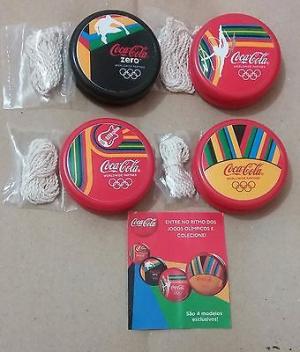 Coca-Cola
zero
WORLDWIDE PARTNER
Coca-Cola
WORLDWIDE PARTNER
Coca-Cola
WORLDWIDE PARTNER
Coca-Cola
WORLDWIDE PARTNER
Coca-Cola
ENTRE NO RITMO DOS
JOGOS OLÍMPICOS E
COLECIONE!
São 4 modelos
exclusivos!